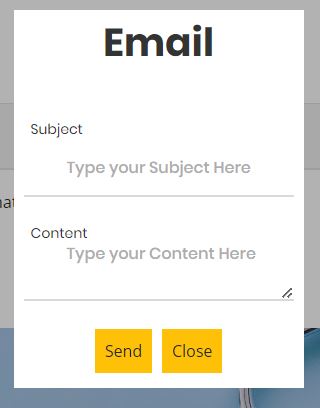 Email
Subject
Type your Subject Here
Content
Type your Content Here
Send Close